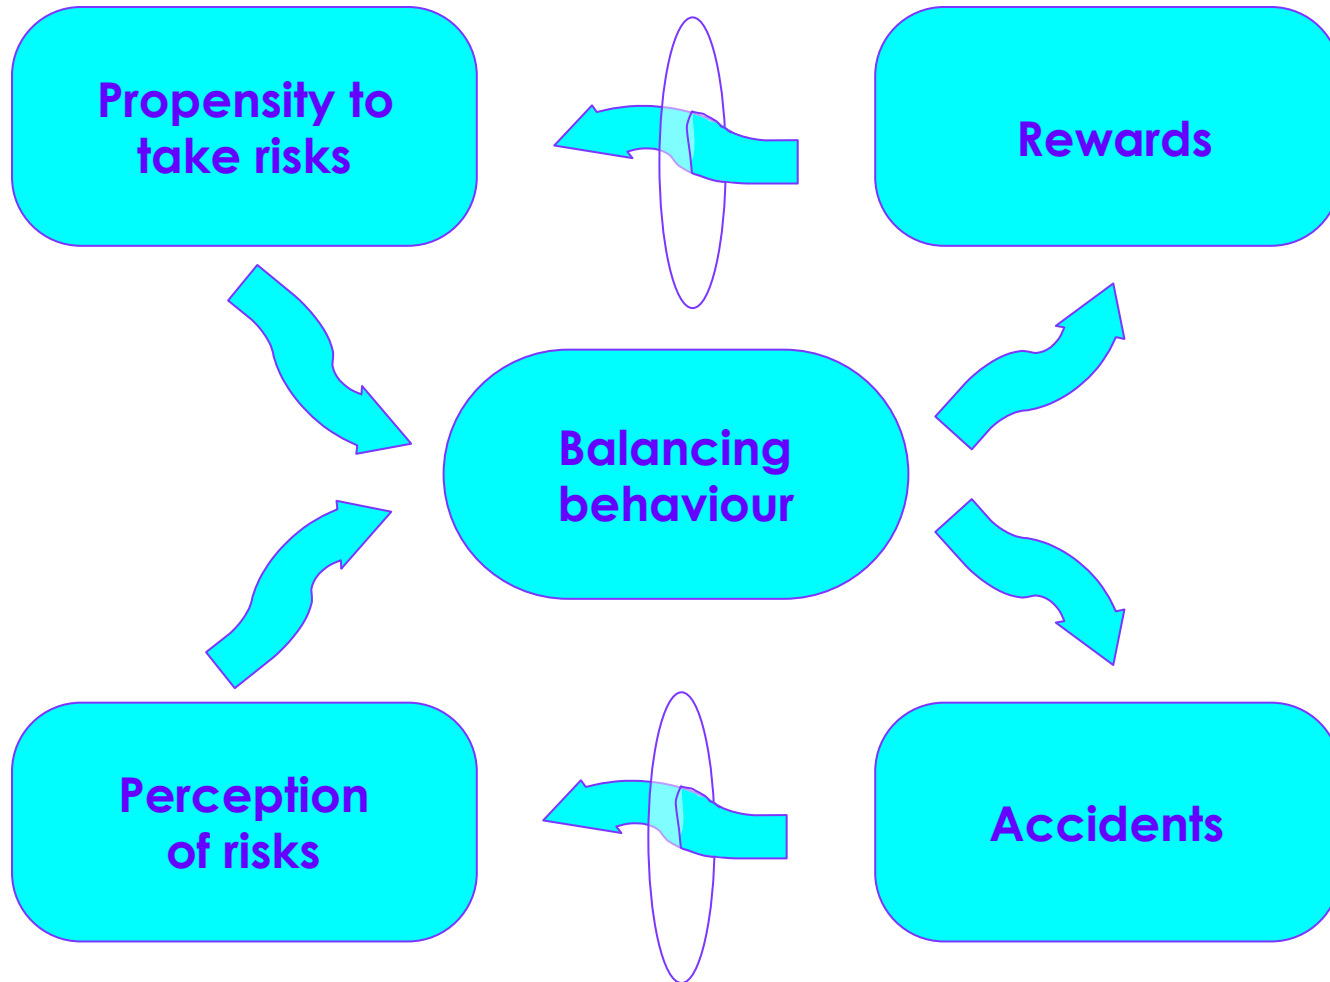 Propensity to
take risks
Rewards
Balancing
behaviour
Perception
of risks
Accidents